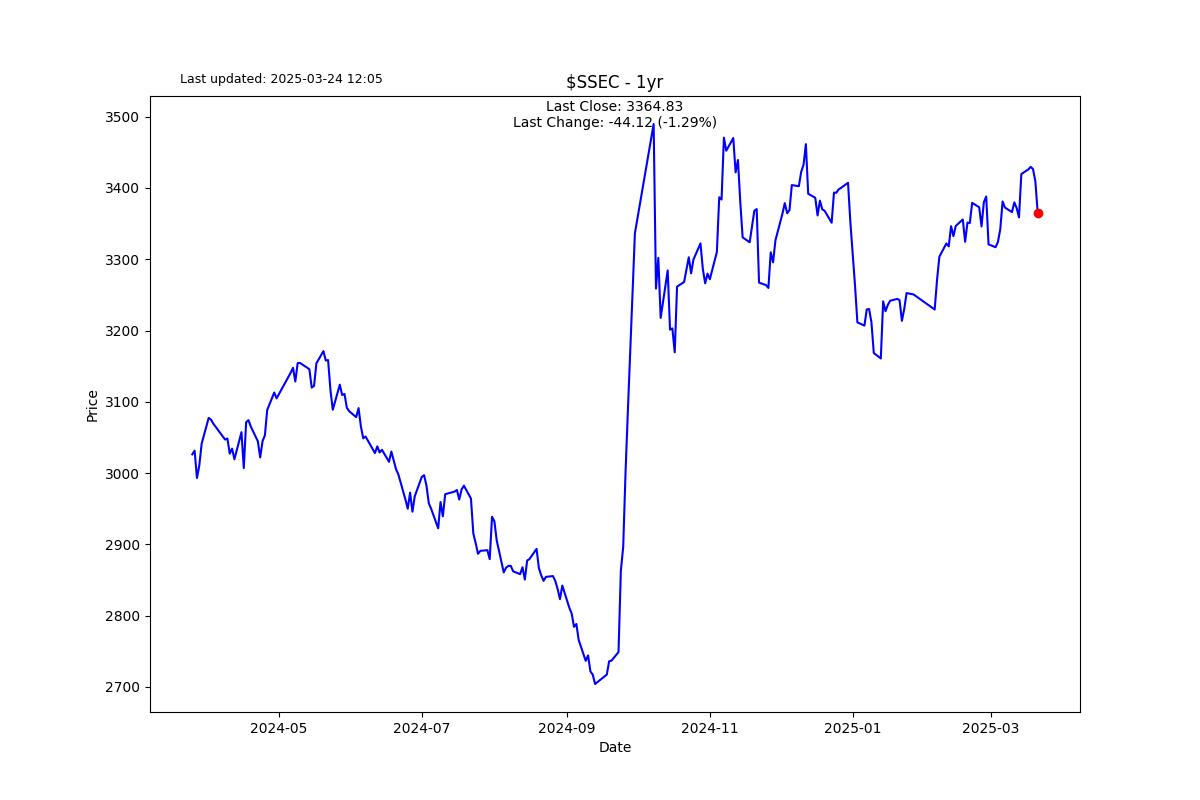 Last updated: 2025-03-24 12:05
$SSEC - 1yr
Last Close: 3364.83
Last Change: -44.12 (-1.29%)
3500
3400
3300
3200
3100
3000
2900
2800
2700
Price
2024-05
2024-07
2024-09
2024-11
2025-01
2025-03
Date